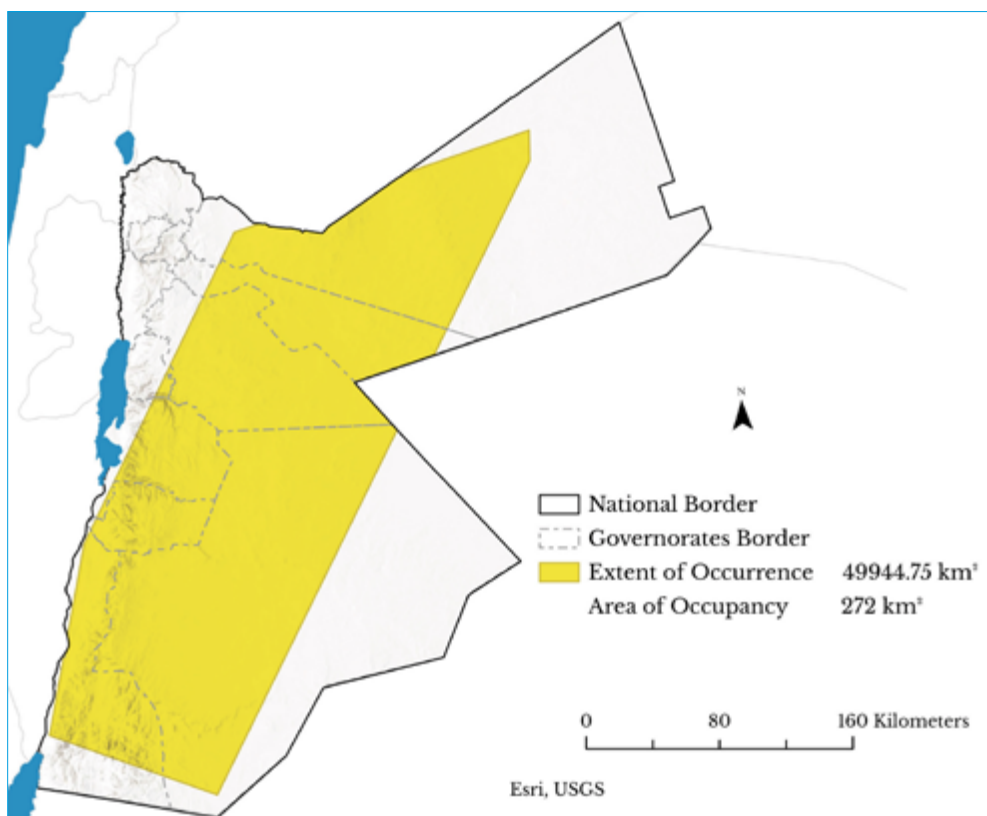 N
National Border
Governorates Border
Extent of Occurrence 49944.75 km²
Area of Occupancy 272 km²
0 80 160 Kilometers
Esri, USGS